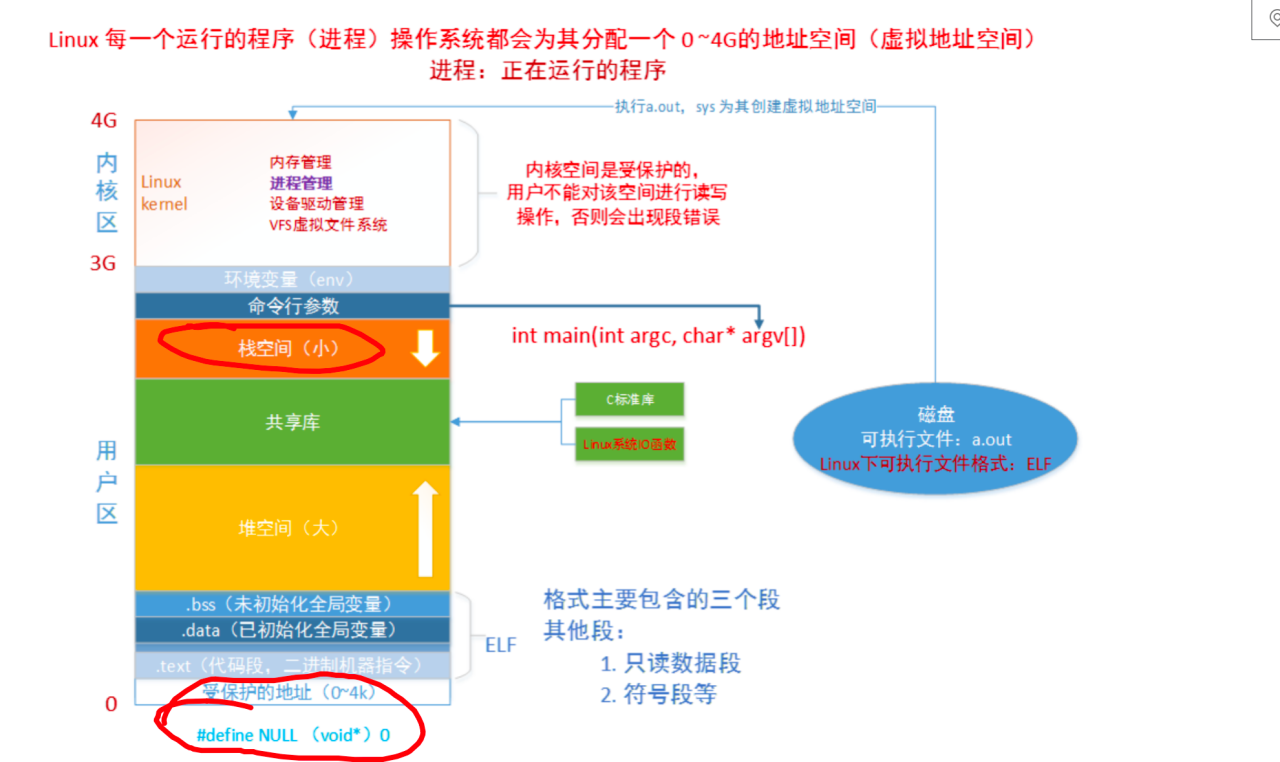 Linux 每一个运行的程序（进程）操作系统都会为其分配一个 0 ~4G的地址空间（虚拟地址空间）
进程：正在运行的程序
执行a.out，sys 为其创建虚拟地址空间
4G
内核区
Linux
kernel
内存管理
进程管理
设备驱动管理
VFS虚拟文件系统
内核空间是受保护的，
用户不能对该空间进行读写
操作，否则会出现段错误
3G
环境变量（env）
命令行参数
int main(int argc, char* argv[])
栈空间（小）
共享库
C标准库
Linux系统IO函数
磁盘
可执行文件：a.out
Linux下可执行文件格式：ELF
用户区
堆空间（大）
.bss（未初始化全局变量）
.data（已初始化全局变量）
.text（代码段，二进制机器指令）
ELF
格式主要包含的三个段
其他段：
1. 只读数据段
2. 符号段等
受保护的地址（0~4k）
0
#define NULL （void*）0